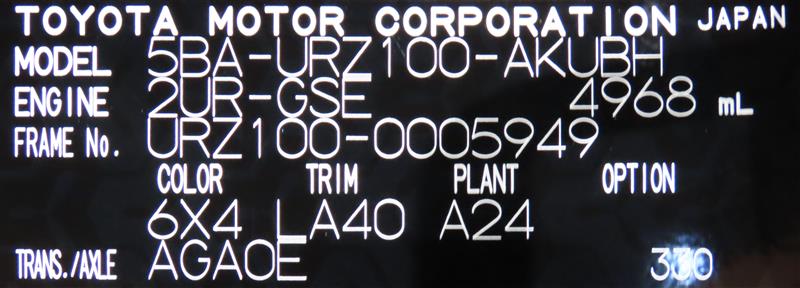 TOYOTA MOTOR CORPORATION JAPAN
MODEL 5BA-URZ100-AKUBH
ENGINE 2UR-GSE 4968 mL
FRAME No. URZ100-0005949
COLOR TRIM PLANT OPTION
6X4 LA40 A24
TRANS./AXLE AGA0E 330